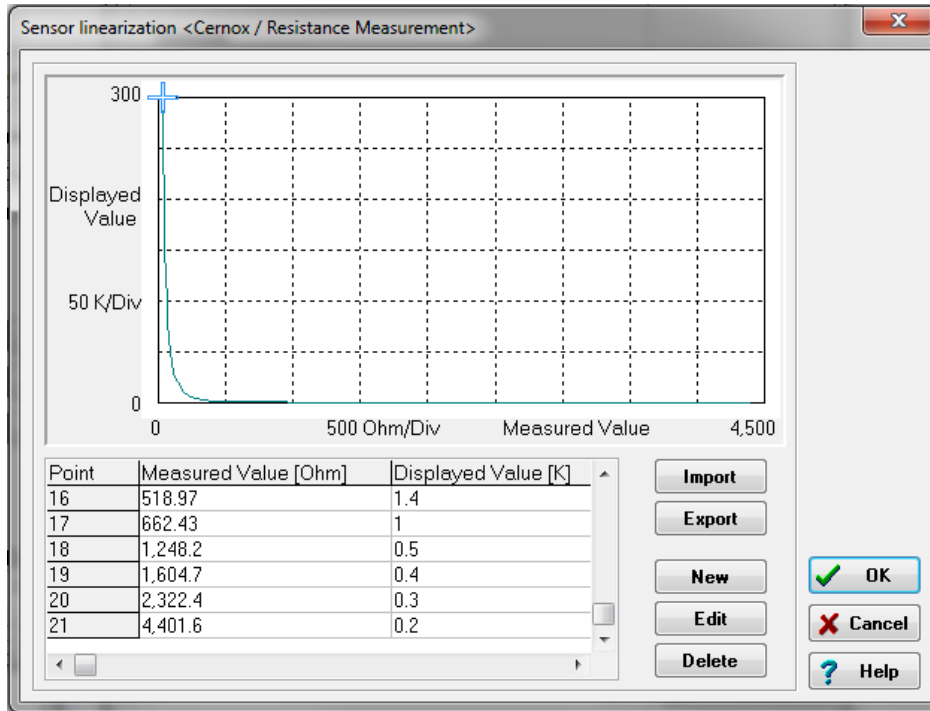 Sensor linearization <Cernox / Resistance Measurement>
300
Displayed
Value
50 K/Div
0
0 500 Ohm/Div Measured Value 4,500
Point Measured Value [Ohm] Displayed Value [K]
16 518.97 1.4
17 662.43 1
18 1,248.2 0.5
19 1,604.7 0.4
20 2,322.4 0.3
21 4,401.6 0.2
Import
Export
New
Edit
Delete
OK
Cancel
? Help